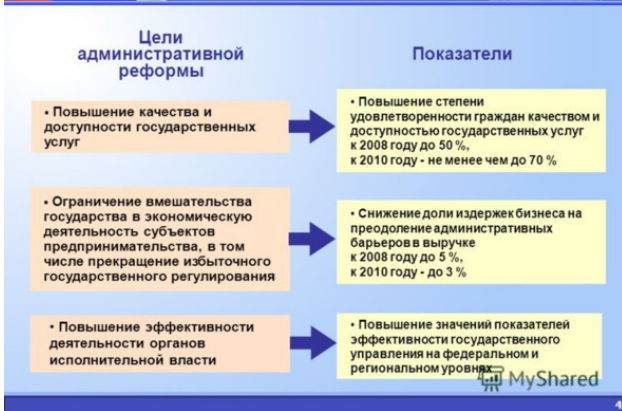 Цели
административной
реформы
Показатели
▪ Повышение качества и
доступности государственных
услуг
▪ Повышение степени
удовлетворенности граждан качеством и
доступностью государственных услуг
к 2008 году до 50 %,
к 2010 году - не менее чем до 70 %
▪ Ограничение вмешательства
государства в экономическую
деятельность субъектов
предпринимательства, в том
числе прекращение избыточного
государственного регулирования
▪ Снижение доли издержек бизнеса на
преодоление административных
барьеров в выручке
к 2008 году до 5 %,
к 2010 году - до 3 %
▪ Повышение эффективности
деятельности органов
исполнительной власти
▪ Повышение значений показателей
эффективности государственного
управления на федеральном и
региональном уровнях
MyShared
4